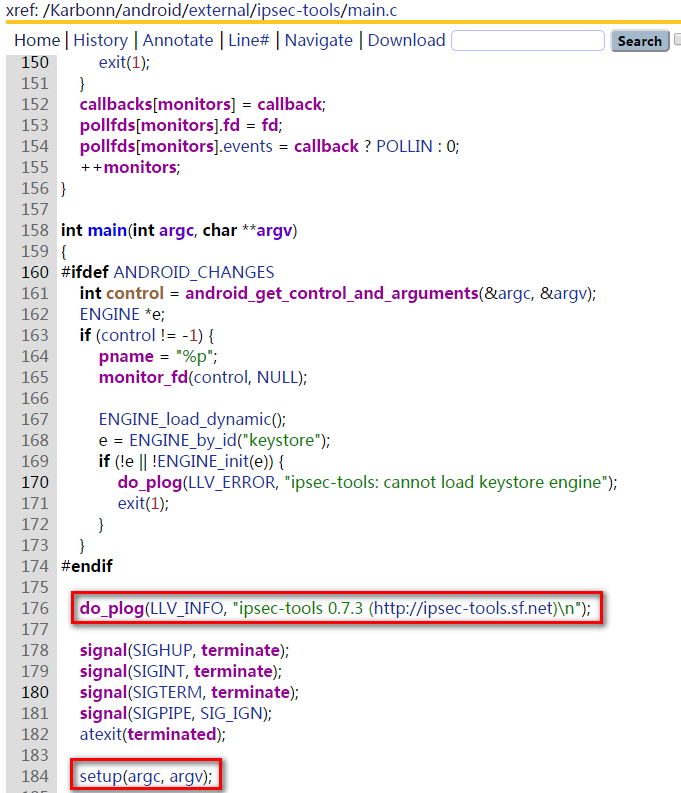 xref: /Karbonn/android/external/ipsec-tools/main.c
Home | History | Annotate | Line# | Navigate | Download Search
150 exit(1);
151 }
152 callbacks[monitors] = callback;
153 pollfds[monitors].fd = fd;
154 pollfds[monitors].events = callback ? POLLIN : 0;
155 ++monitors;
156 }
157
158 int main(int argc, char **argv)
159 {
160 #ifdef ANDROID_CHANGES
161 int control = android_get_control_and_arguments(&argc, &argv);
162 ENGINE *e;
163 if (control != -1) {
164 pname = "%p";
165 monitor_fd(control, NULL);
166
167 ENGINE_load_dynamic();
168 e = ENGINE_by_id("keystore");
169 if (!e || !ENGINE_init(e)) {
170 do_plog(LLV_ERROR, "ipsec-tools: cannot load keystore engine");
171 exit(1);
172 }
173 }
174 #endif
175
176 do_plog(LLV_INFO, "ipsec-tools 0.7.3 (http://ipsec-tools.sf.net)\n");
177
178 signal(SIGHUP, terminate);
179 signal(SIGINT, terminate);
180 signal(SIGTERM, terminate);
181 signal(SIGPIPE, SIG_IGN);
182 atexit(terminated);
183
184 setup(argc, argv);